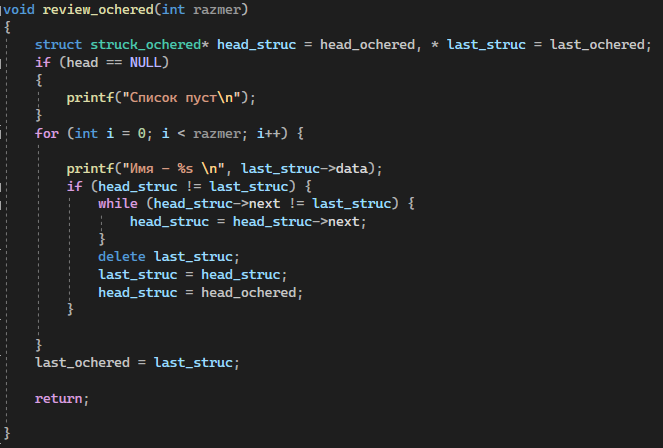 void review_ochered(int razmer)
{
struct struck_ochered* head_struc = head_ochered, * last_struc = last_ochered;
if (head == NULL)
{
printf("Список пуст\n");
}
for (int i = 0; i < razmer; i++) {
printf("Имя - %s \n", last_struc->data);
if (head_struc != last_struc) {
while (head_struc->next != last_struc) {
head_struc = head_struc->next;
}
delete last_struc;
last_struc = head_struc;
head_struc = head_ochered;
}
}
last_ochered = last_struc;
return;
}